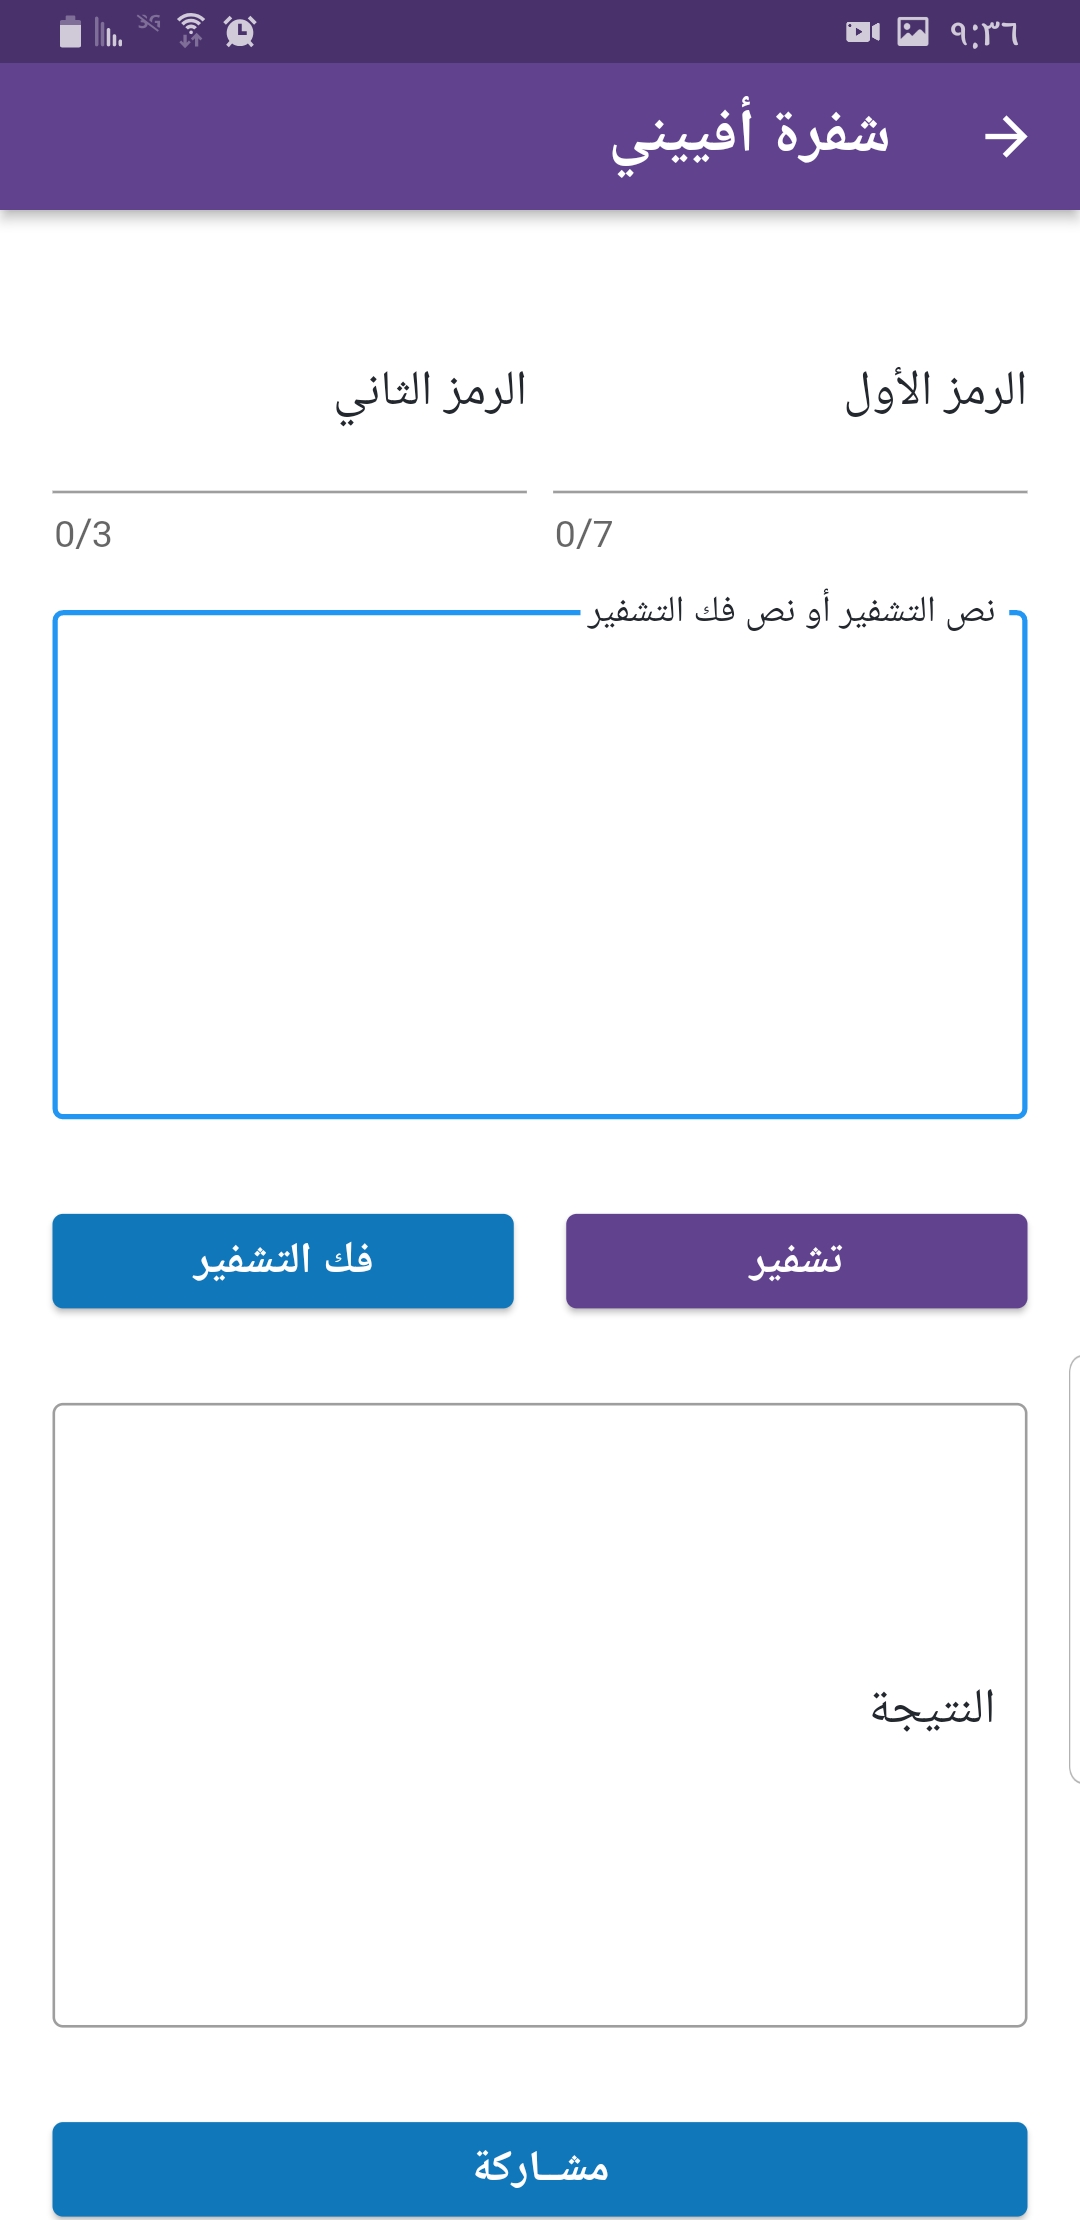 ٩:٣٦
شفرة أفييني
الرمز الأول
الرمز الثاني
0/7
0/3
نص التشفير أو نص فك التشفير
تشفير
فك التشفير
النتيجة
مشــاركة